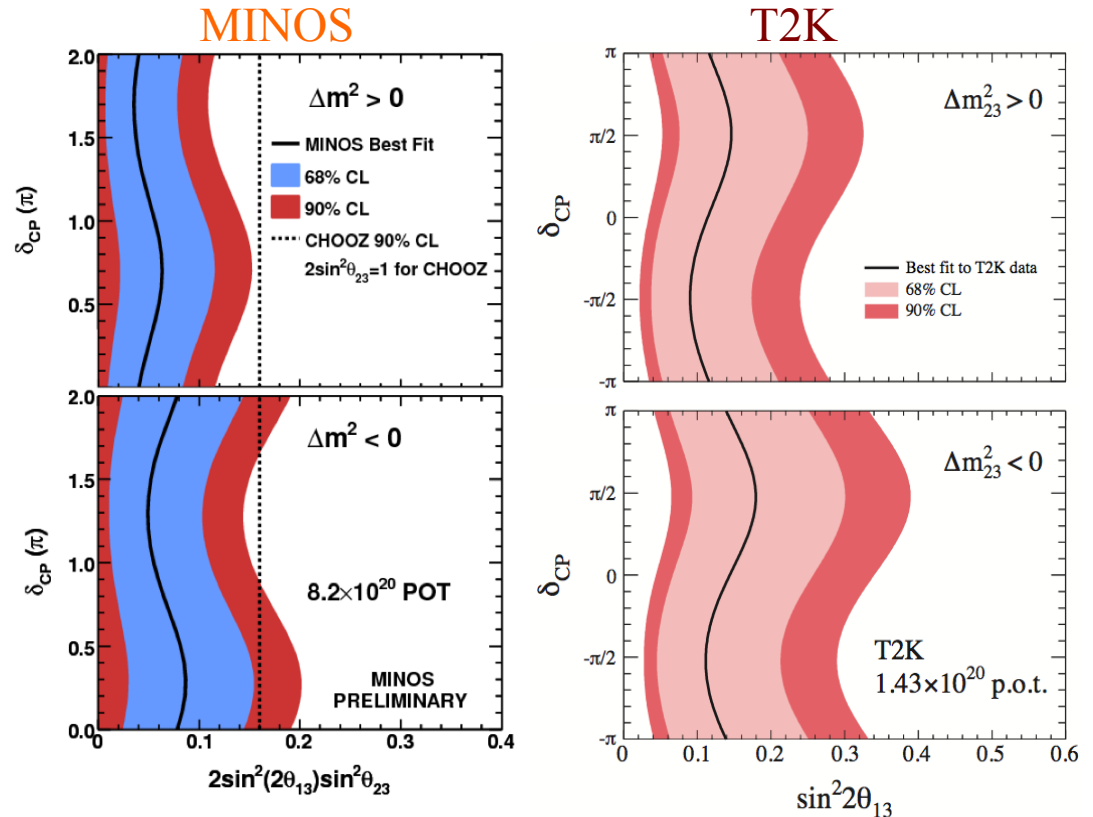 MINOS
2.0
1.5
1.0
0.5
δCP (π)
Δm² > 0
MINOS Best Fit
68% CL
90% CL
CHOOZ 90% CL
2sin²θ₂₃=1 for CHOOZ
2.0
1.5
1.0
0.5
0.0
δCP (π)
Δm² < 0
8.2×10²⁰ POT
MINOS
PRELIMINARY
0 0.1 0.2 0.3 0.4
2sin²(2θ₁₃)sin²θ₂₃
T2K
π
π/2
0
-π/2
-π
δCP
Δm²₂₃ > 0
Best fit to T2K data
68% CL
90% CL
π
π/2
0
-π/2
-π
δCP
Δm²₂₃ < 0
T2K
1.43×10²⁰ p.o.t.
0 0.1 0.2 0.3 0.4 0.5 0.6
sin²2θ₁₃